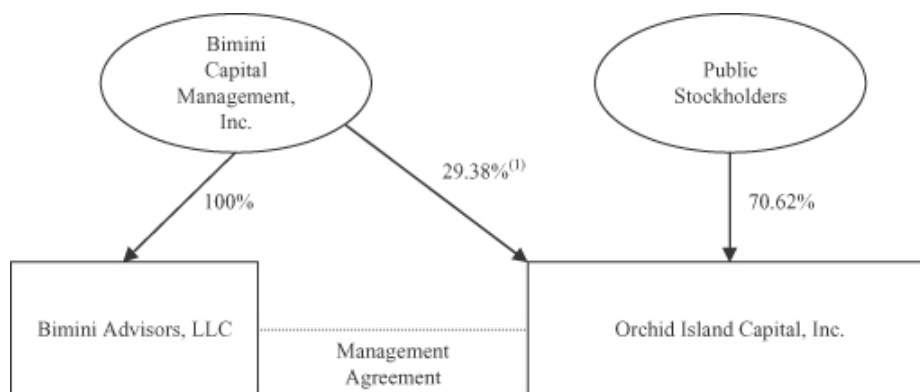 Bimini
Capital
Management,
Inc.
Public
Stockholders
29.38%(1)
100%
70.62%
Bimini Advisors, LLC
Orchid Island Capital, Inc.
Management
Agreement